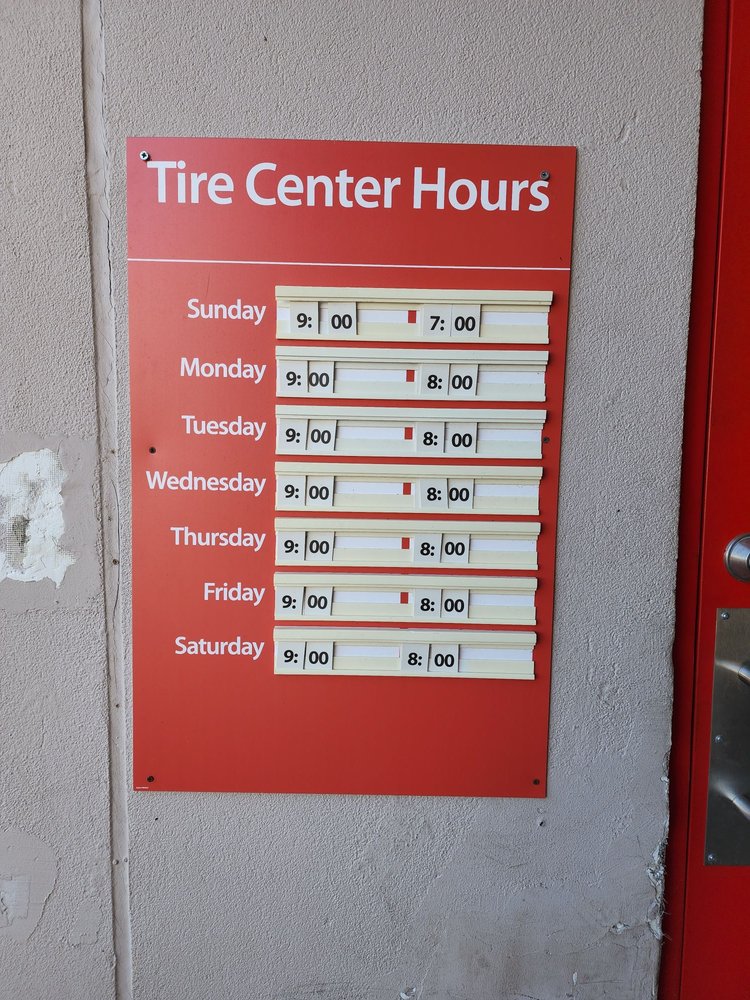 Tire Center Hours
Sunday 9: 00 7: 00
Monday 9: 00 8: 00
Tuesday 9: 00 8: 00
Wednesday 9: 00 8: 00
Thursday 9: 00 8: 00
Friday 9: 00 8: 00
Saturday 9: 00 8: 00